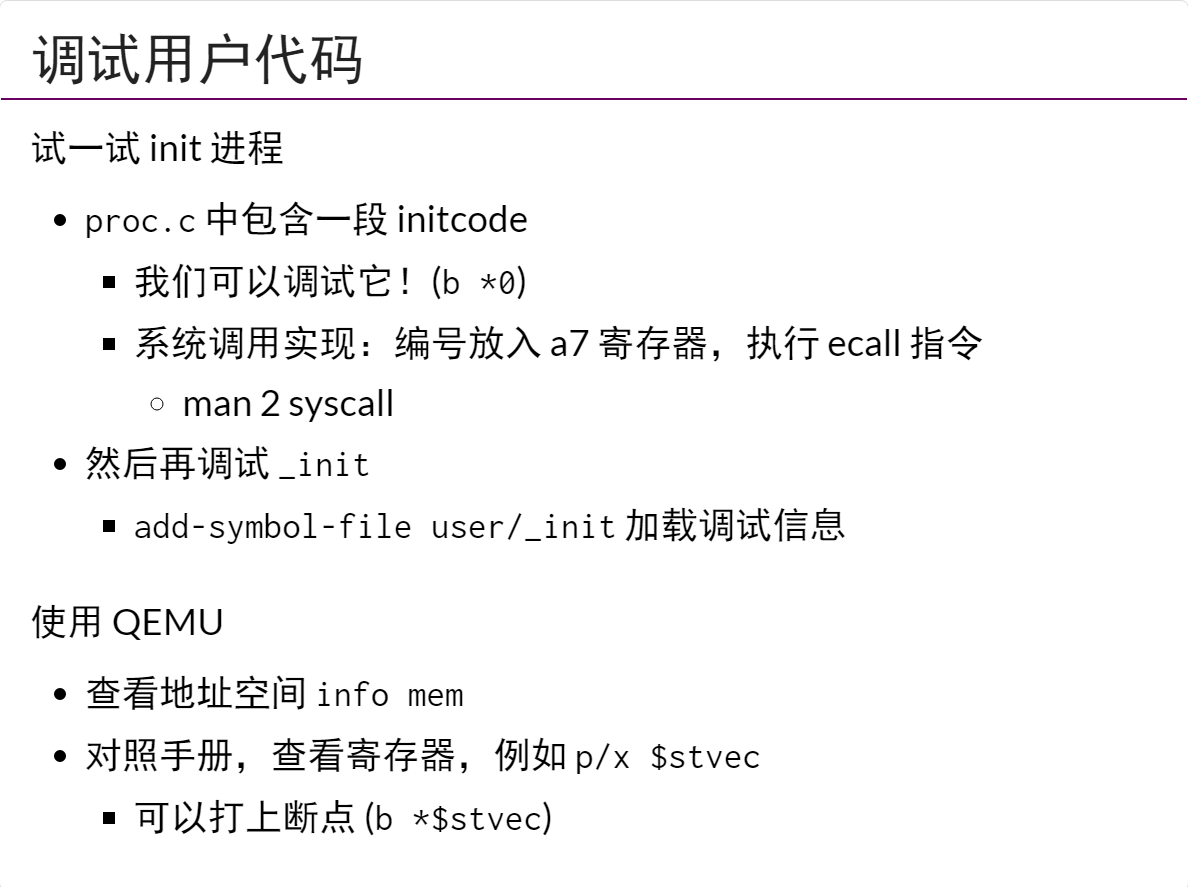 调试用户代码
试一试 init 进程
proc.c 中包含一段 initcode
我们可以调试它！(b *0)
系统调用实现：编号放入 a7 寄存器，执行 ecall 指令
man 2 syscall
然后再调试 _init
add-symbol-file user/_init 加载调试信息
使用 QEMU
查看地址空间 info mem
对照手册，查看寄存器，例如 p/x $stvec
可以打上断点 (b *$stvec)